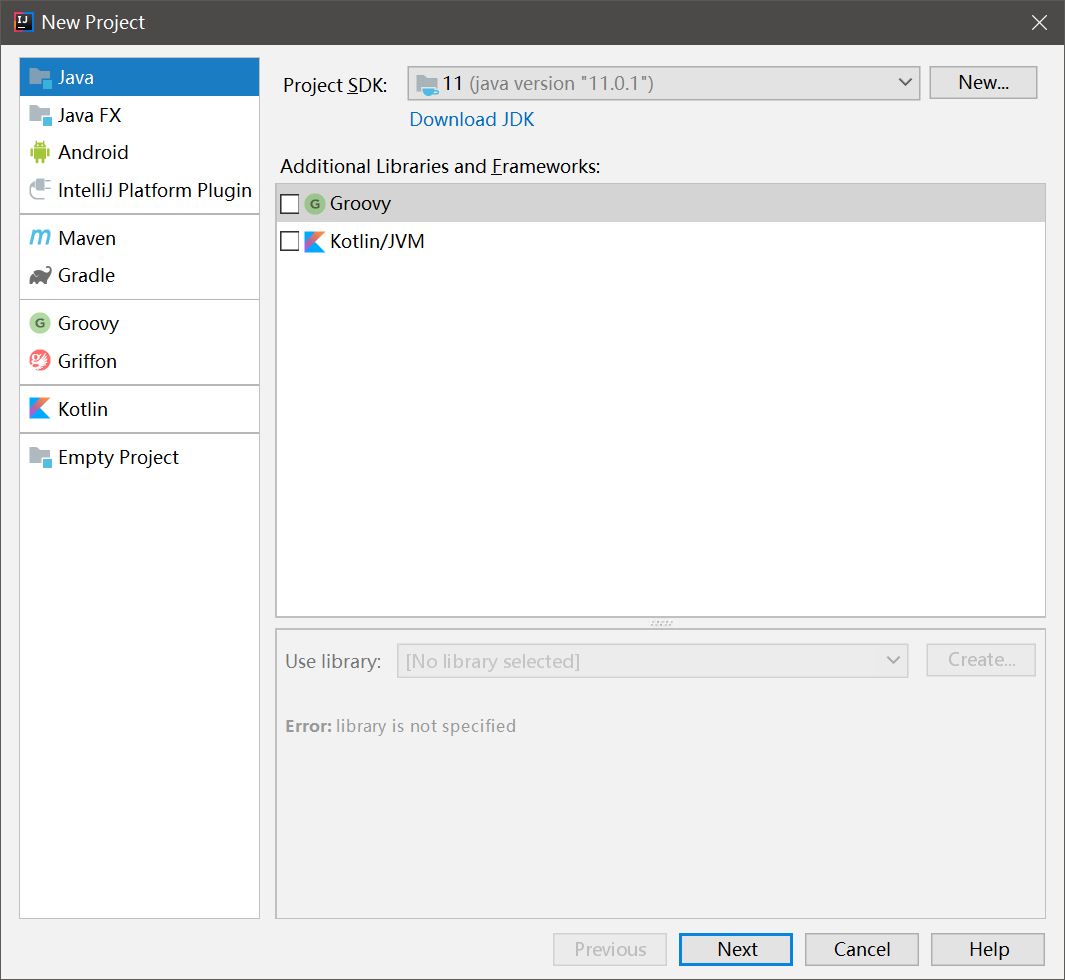 New Project
Java
Java FX
Android
IntelliJ Platform Plugin
Maven
Gradle
Groovy
Griffon
Kotlin
Empty Project
Project SDK: 11 (java version "11.0.1") New...
Download JDK
Additional Libraries and Frameworks:
G Groovy
Kotlin/JVM
Use library: [No library selected] Create...
Error: library is not specified
Previous Next Cancel Help